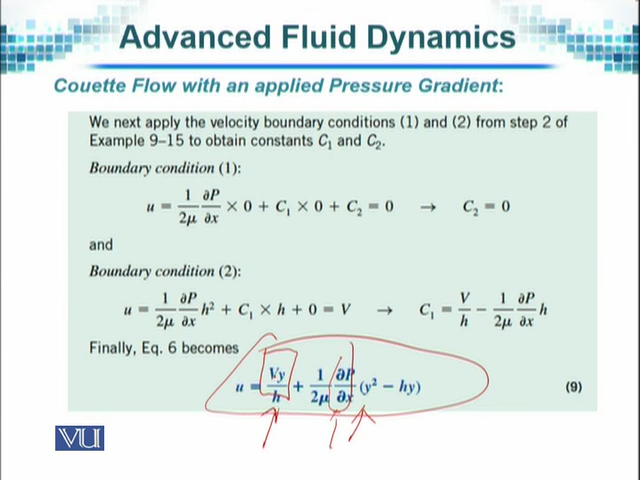 Advanced Fluid Dynamics
Couette Flow with an applied Pressure Gradient:
We next apply the velocity boundary conditions (1) and (2) from step 2 of
Example 9–15 to obtain constants C₁ and C₂.
Boundary condition (1):
u = 1/2μ ∂P/∂x × 0 + C₁ × 0 + C₂ = 0 → C₂ = 0
and
Boundary condition (2):
u = 1/2μ ∂P/∂x h² + C₁ × h + 0 = V → C₁ = V/h − 1/2μ ∂P/∂x h
Finally, Eq. 6 becomes
u = Vy/h + 1/2μ ∂P/∂x (y² − hy) (9)
VU